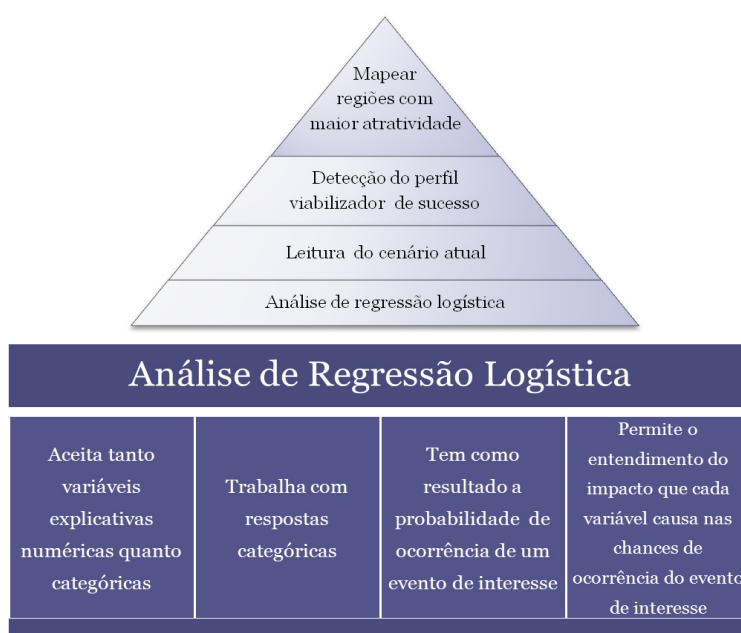 Mapear
regiões com
maior atratividade
Detecção do perfil
viabilizador de sucesso
Leitura do cenário atual
Análise de regressão logística
Análise de Regressão Logística
Aceita tanto
variáveis
explicativas
numéricas quanto
categóricas
Trabalha com
respostas
categóricas
Tem como
resultado a
probabilidade de
ocorrência de um
evento de interesse
Permite o
entendimento do
impacto que cada
variável causa nas
chances de
ocorrência do evento
de interesse